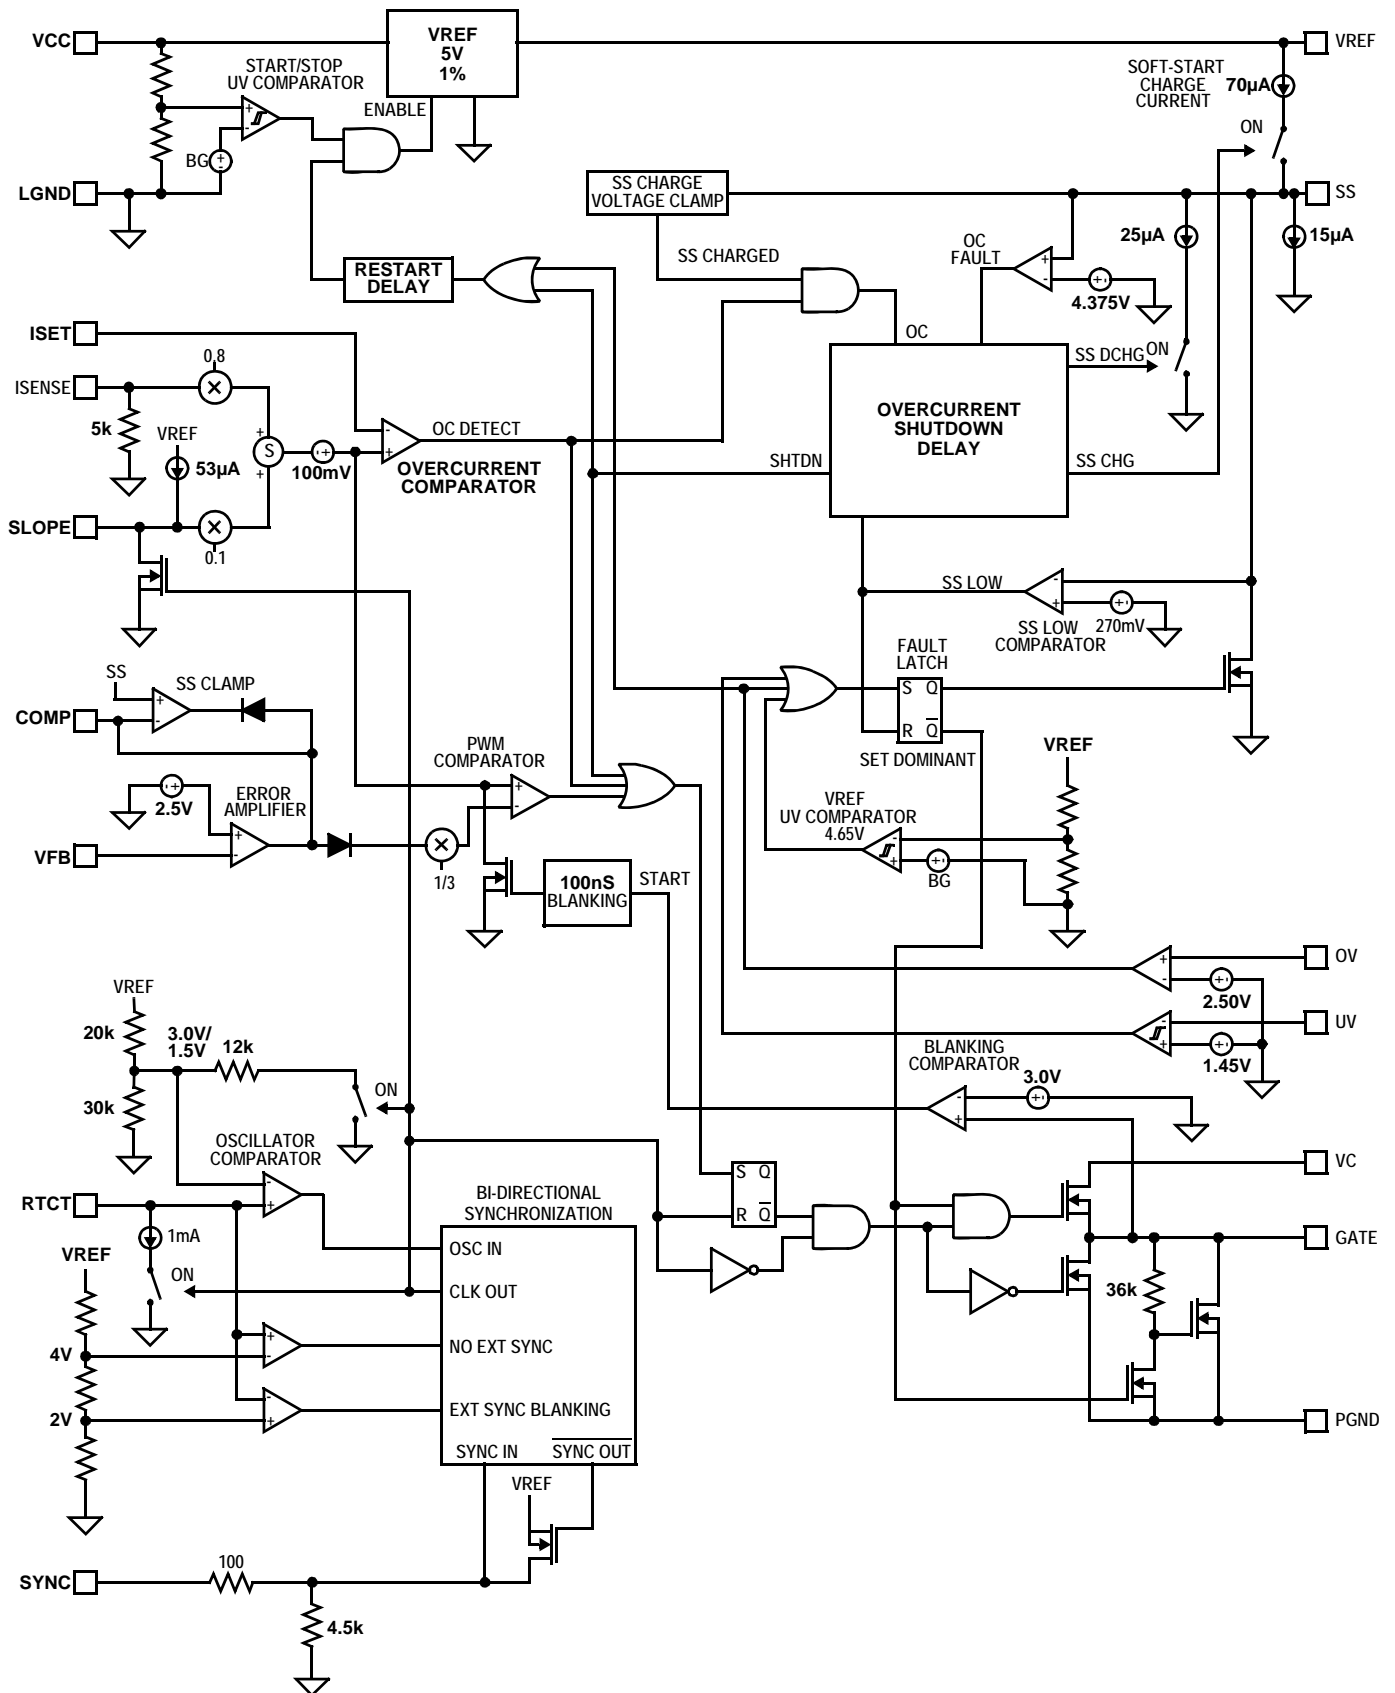 VCC
VREF
5V
1%
VREF
START/STOP
UV COMPARATOR
+
-
ENABLE
BG
+
-
LGND
SOFT-START
CHARGE
CURRENT
70µA
ON
SS CHARGE
VOLTAGE CLAMP
SS
25µA
15µA
OC
FAULT
+
-
+-
4.375V
SS CHARGED
RESTART
DELAY
OC
ISET
ISENSE
0.8
×
5k
VREF
53µA
+
S
+
-+
100mV
-
+
OC DETECT
OVERCURRENT
COMPARATOR
SLOPE
×
0.1
OVERCURRENT
SHUTDOWN
DELAY
SS DCHG
ON
SHTDN
SS CHG
SS LOW
-
+
+-
270mV
SS LOW
COMPARATOR
FAULT
LATCH
S Q
R Q
SET DOMINANT
SS
SS CLAMP
+
-
COMP
-+
2.5V
ERROR
AMPLIFIER
+
-
VFB
×
1/3
PWM
COMPARATOR
+
-
100nS
BLANKING
START
VREF
VREF
UV COMPARATOR
4.65V
-
+
+-
BG
OV
+
-
+-
2.50V
UV
-
+
+-
1.45V
VREF
20k
3.0V/
1.5V
12k
30k
ON
BLANKING
COMPARATOR
3.0V
+-
-
+
OSCILLATOR
COMPARATOR
-
+
RTCT
1mA
ON
VREF
4V
2V
+
-
-
+
BI-DIRECTIONAL
SYNCHRONIZATION
OSC IN
CLK OUT
NO EXT SYNC
EXT SYNC BLANKING
SYNC IN
SYNC OUT
S Q
R Q
VC
GATE
36k
PGND
VREF
SYNC
100
4.5k